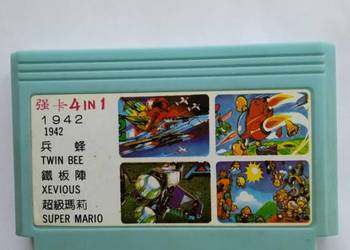 强卡4 IN 1
1942
1942
兵 蜂
TWIN BEE
鐵 板 陣
XEVIOUS
超級瑪莉
SUPER MARIO